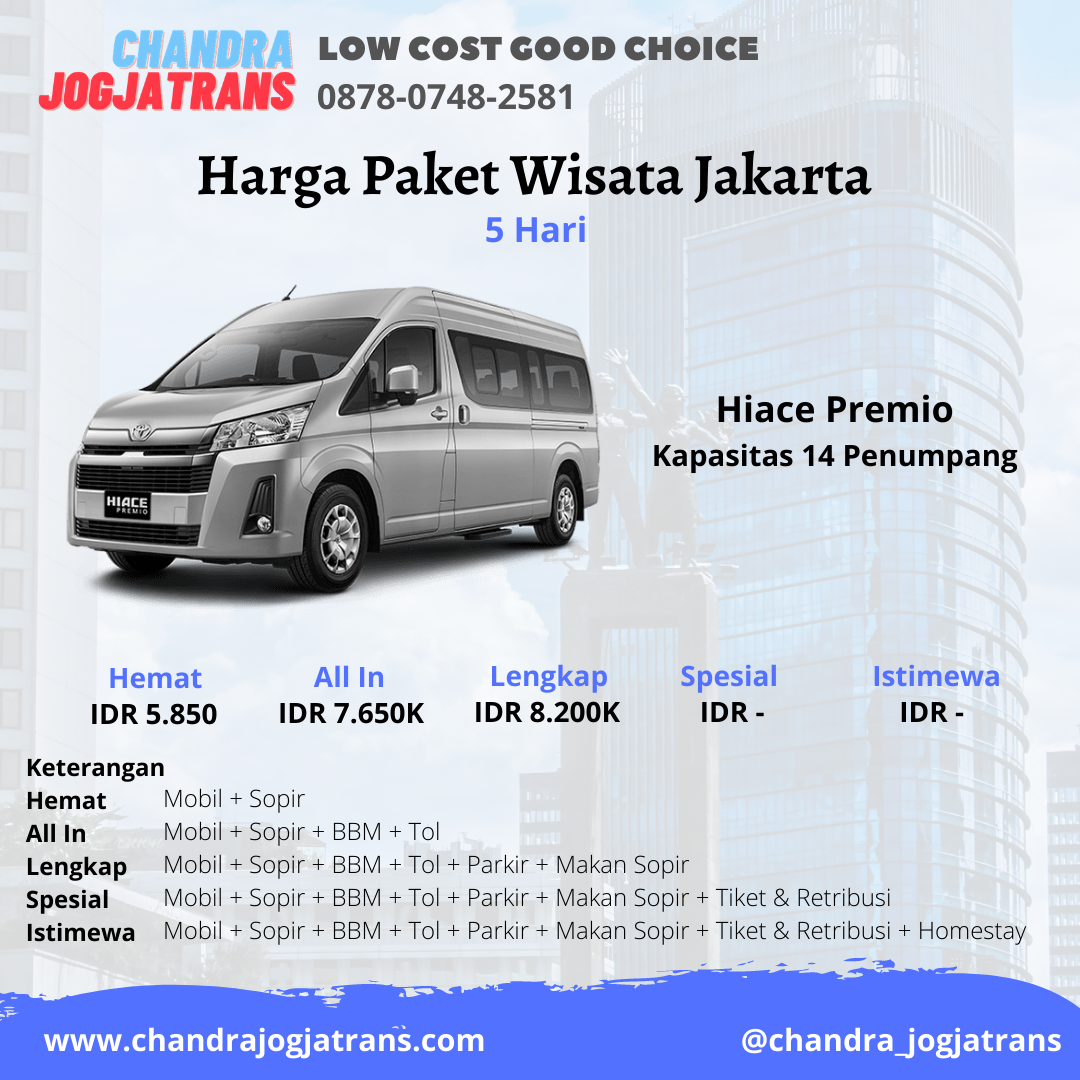 CHANDRA
JOGJATRANS
LOW COST GOOD CHOICE
0878-0748-2581
Harga Paket Wisata Jakarta
5 Hari
HIACE
PREMIO
Hiace Premio
Kapasitas 14 Penumpang
Hemat All In Lengkap Spesial Istimewa
IDR 5.850 IDR 7.650K IDR 8.200K IDR - IDR -
Keterangan
Hemat Mobil + Sopir
All In Mobil + Sopir + BBM + Tol
Lengkap Mobil + Sopir + BBM + Tol + Parkir + Makan Sopir
Spesial Mobil + Sopir + BBM + Tol + Parkir + Makan Sopir + Tiket & Retribusi
Istimewa Mobil + Sopir + BBM + Tol + Parkir + Makan Sopir + Tiket & Retribusi + Homestay
www.chandrajogjatrans.com @chandra_jogjatrans